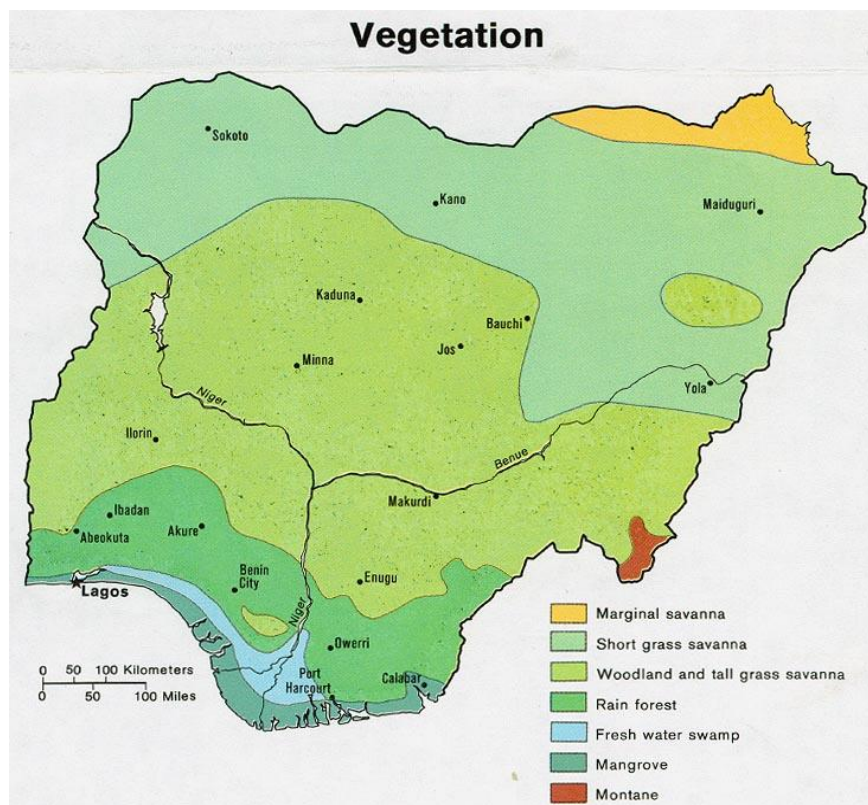 Vegetation
Sokoto
Kano
Maiduguri
Kaduna
Bauchi
Jos
Minna
Yola
Niger
Ilorin
Benue
Makurdi
Ibadan
Abeokuta
Akure
Benin
City
Enugu
Lagos
Niger
Owerri
Port
Harcourt
Calabar
0 50 100 Kilometers
0 50 100 Miles
Marginal savanna
Short grass savanna
Woodland and tall grass savanna
Rain forest
Fresh water swamp
Mangrove
Montane